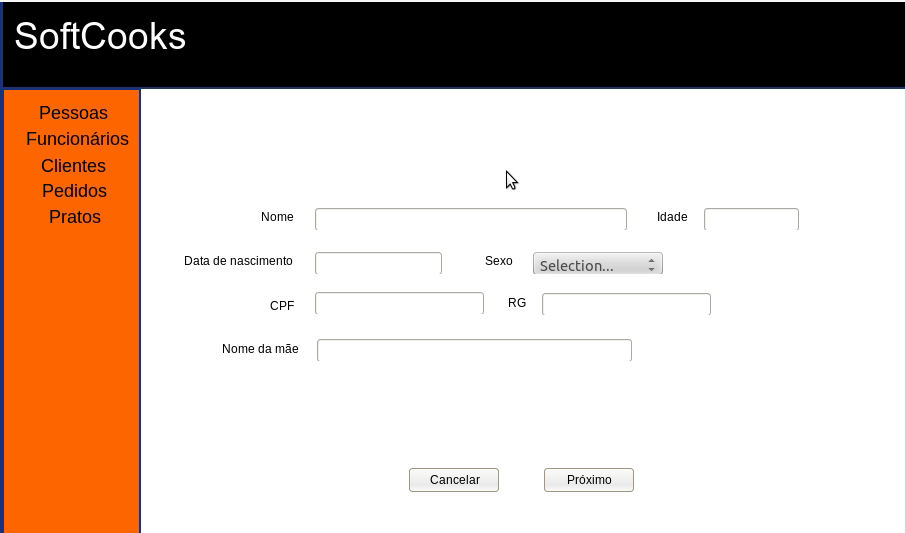 SoftCooks
Pessoas
Funcionários
Clientes
Pedidos
Pratos
Nome Idade
Data de nascimento Sexo Selection...
CPF RG
Nome da mãe
Cancelar Próximo